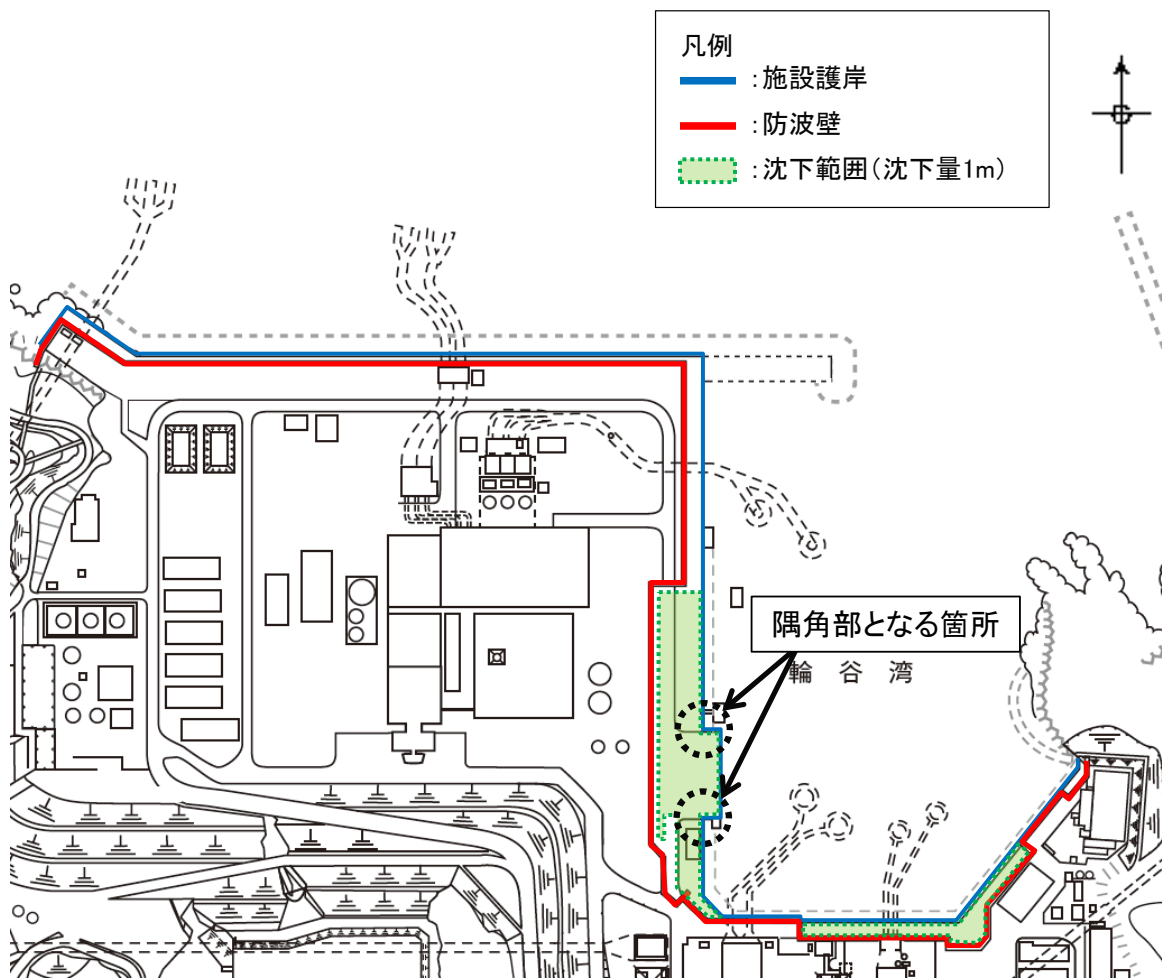 凡例
：施設護岸
：防波壁
：沈下範囲（沈下量1m）
隅角部となる箇所
輪谷湾